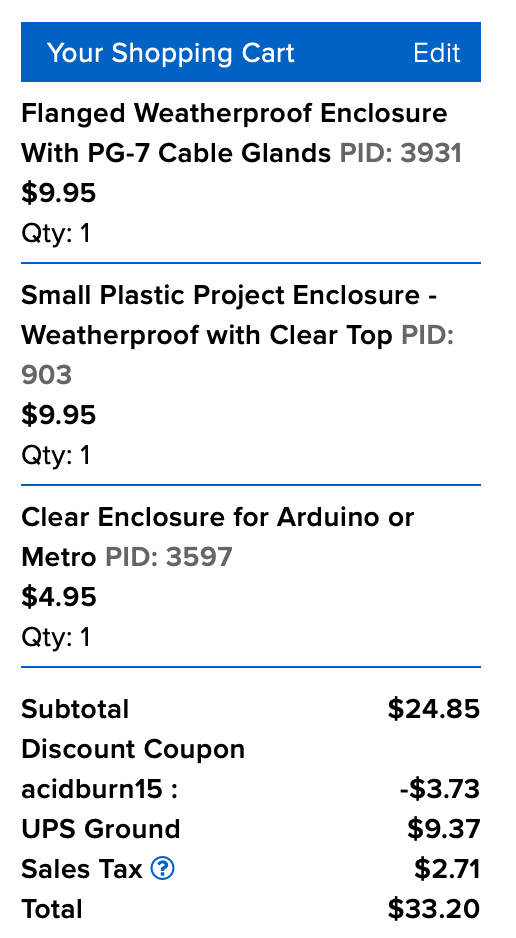 Your Shopping Cart Edit
Flanged Weatherproof Enclosure
With PG-7 Cable Glands PID: 3931
$9.95
Qty: 1
Small Plastic Project Enclosure -
Weatherproof with Clear Top PID:
903
$9.95
Qty: 1
Clear Enclosure for Arduino or
Metro PID: 3597
$4.95
Qty: 1
Subtotal $24.85
Discount Coupon
acidburn15 : -$3.73
UPS Ground $9.37
Sales Tax ? $2.71
Total $33.20